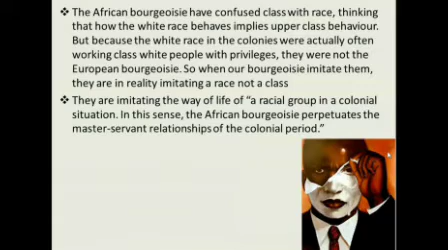 The African bourgeoisie have confused class with race, thinking
that how the white race behaves implies upper class behaviour.
But because the white race in the colonies were actually often
working class white people with privileges, they were not the
European bourgeoisie. So when our bourgeoisie imitate them,
they are in reality imitating a race not a class
They are imitating the way of life of “a racial group in a colonial
situation. In this sense, the African bourgeoisie perpetuates the
master-servant relationships of the colonial period.”